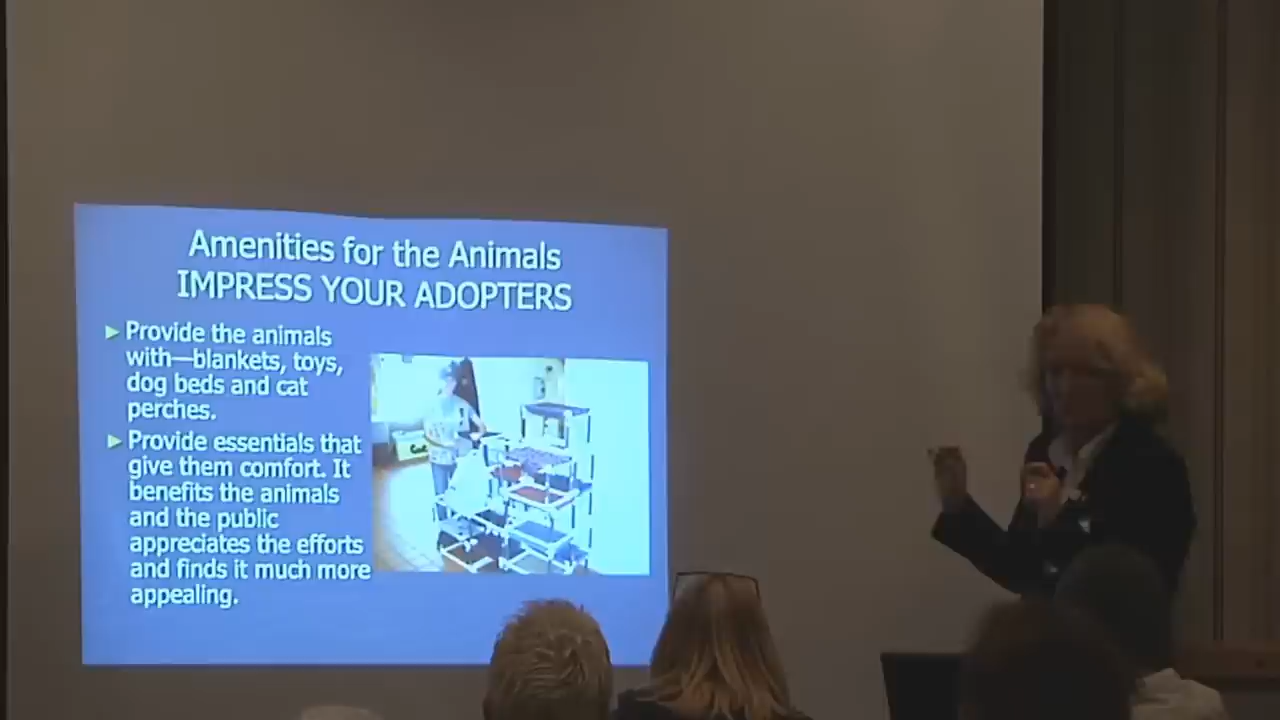 Amenities for the Animals
IMPRESS YOUR ADOPTERS
Provide the animals
with—blankets, toys,
dog beds and cat
perches.
Provide essentials that
give them comfort. It
benefits the animals
and the public
appreciates the efforts
and finds it much more
appealing.